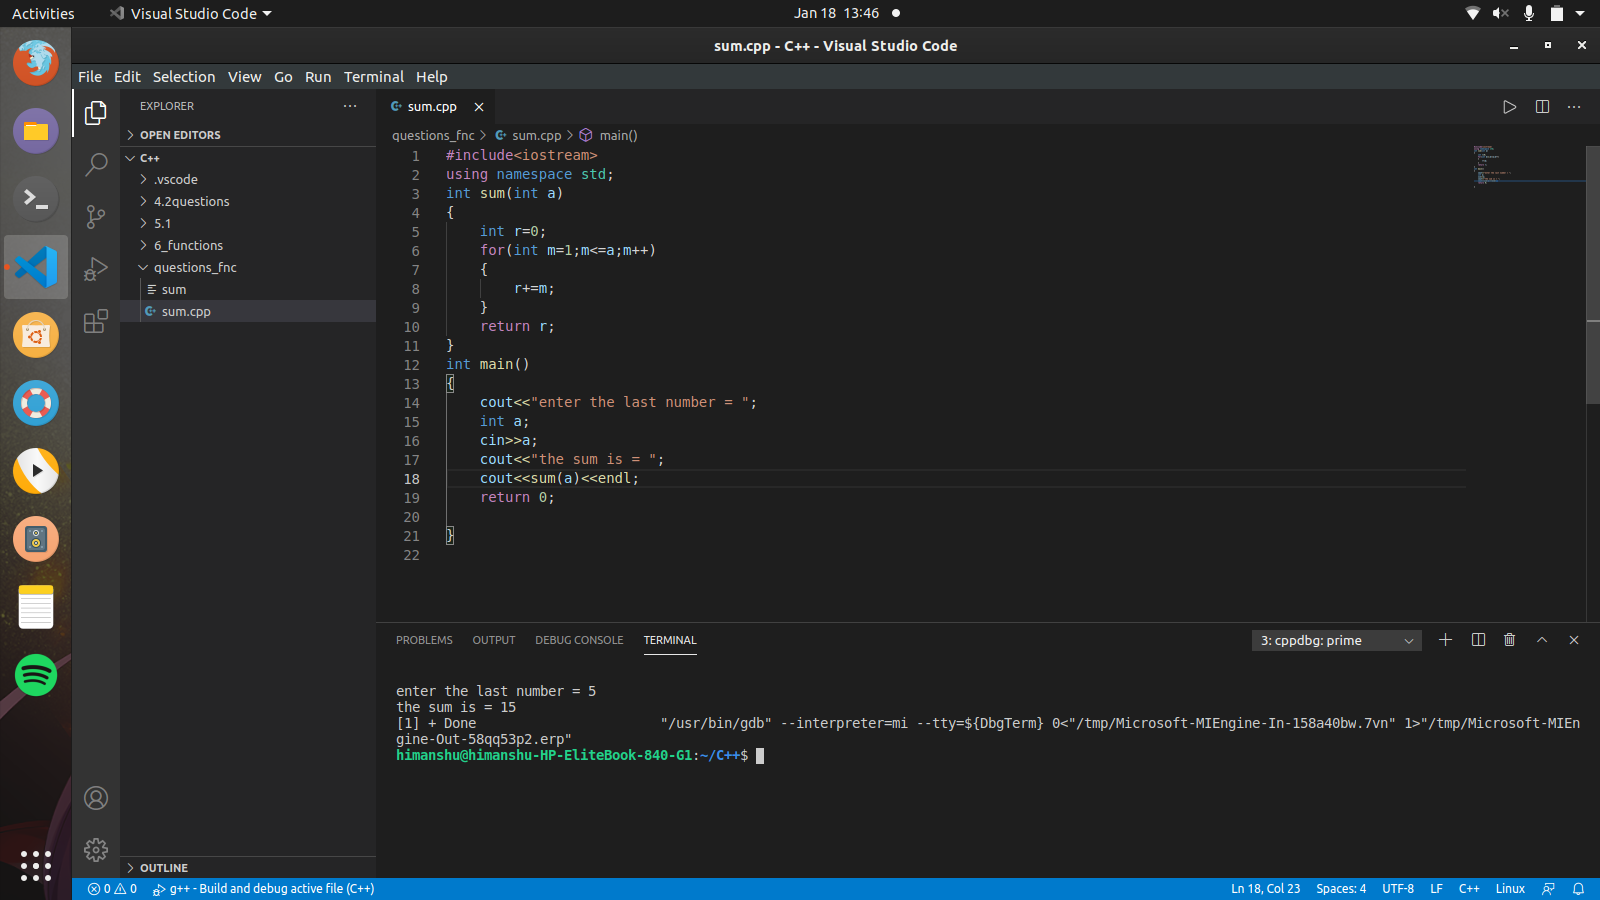 Activities Visual Studio Code Jan 18 13:46
sum.cpp - C++ - Visual Studio Code
File Edit Selection View Go Run Terminal Help
EXPLORER
OPEN EDITORS
C++
.vscode
4.2questions
5.1
6_functions
questions_fnc
sum
sum.cpp
OUTLINE
sum.cpp
questions_fnc > sum.cpp > main()
1 #include<iostream>
2 using namespace std;
3 int sum(int a)
4 {
5 int r=0;
6 for(int m=1;m<=a;m++)
7 {
8 r+=m;
9 }
10 return r;
11 }
12 int main()
13 {
14 cout<<"enter the last number = ";
15 int a;
16 cin>>a;
17 cout<<"the sum is = ";
18 cout<<sum(a)<<endl;
19 return 0;
20
21 }
22
PROBLEMS OUTPUT DEBUG CONSOLE TERMINAL 3: cppdbg: prime
enter the last number = 5
the sum is = 15
[1] + Done "/usr/bin/gdb" --interpreter=mi --tty=${DbgTerm} 0<"/tmp/Microsoft-MIEngine-In-158a40bw.7vn" 1>"/tmp/Microsoft-MIEn
gine-Out-58qq53p2.erp"
himanshu@himanshu-HP-EliteBook-840-G1:~/C++$
0 0 g++ - Build and debug active file (C++) Ln 18, Col 23 Spaces: 4 UTF-8 LF C++ Linux